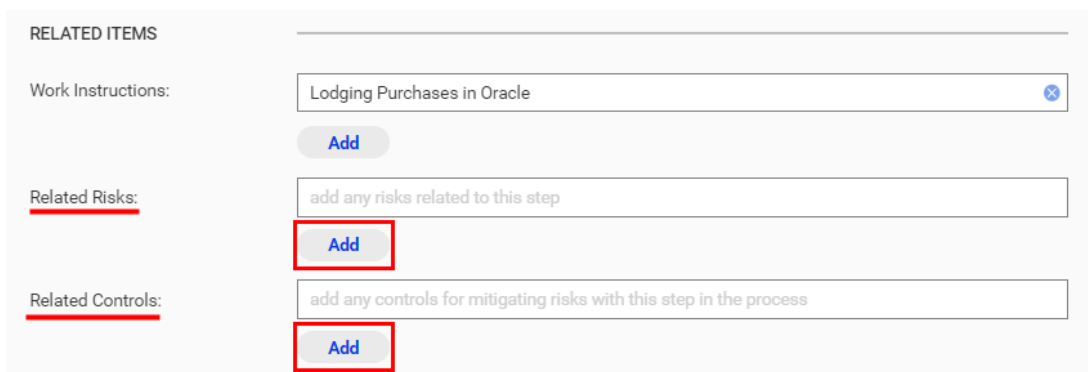 RELATED ITEMS
Work Instructions:
Lodging Purchases in Oracle
Add
Related Risks:
add any risks related to this step
Add
Related Controls:
add any controls for mitigating risks with this step in the process
Add